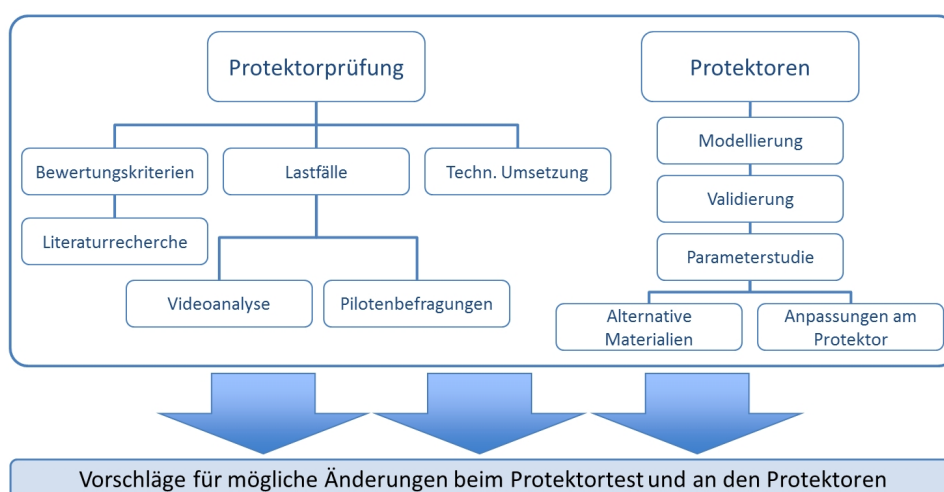 Protektorprüfung
Protektoren
Modellierung
Bewertungskriterien
Lastfälle
Techn. Umsetzung
Validierung
Literaturrecherche
Parameterstudie
Videoanalyse
Pilotenbefragungen
Alternative
Materialien
Anpassungen am
Protektor
Vorschläge für mögliche Änderungen beim Protektortest und an den Protektoren